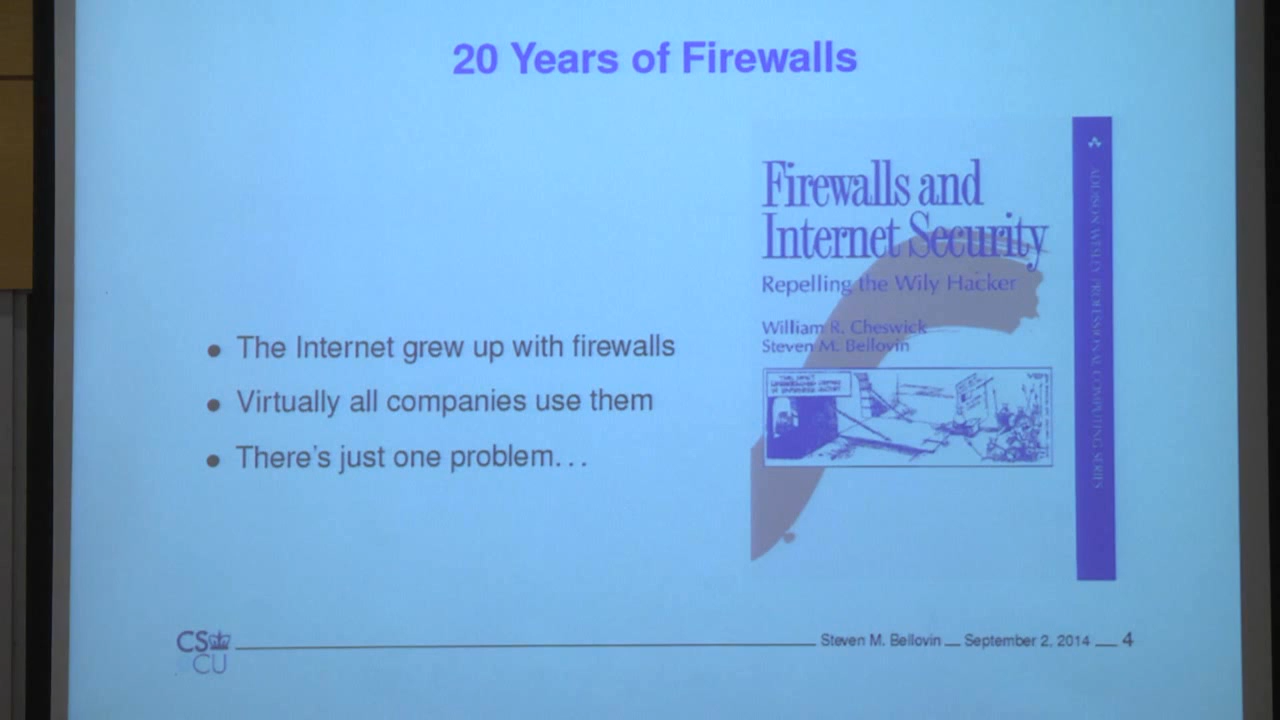 20 Years of Firewalls
Firewalls and
Internet Security
Repelling the Wily Hacker
William R. Cheswick
Steven M. Bellovin
ADDISON-WESLEY PROFESSIONAL COMPUTING SERIES
• The Internet grew up with firewalls
• Virtually all companies use them
• There's just one problem...
CS
CU
Steven M. Bellovin — September 2, 2014 — 4